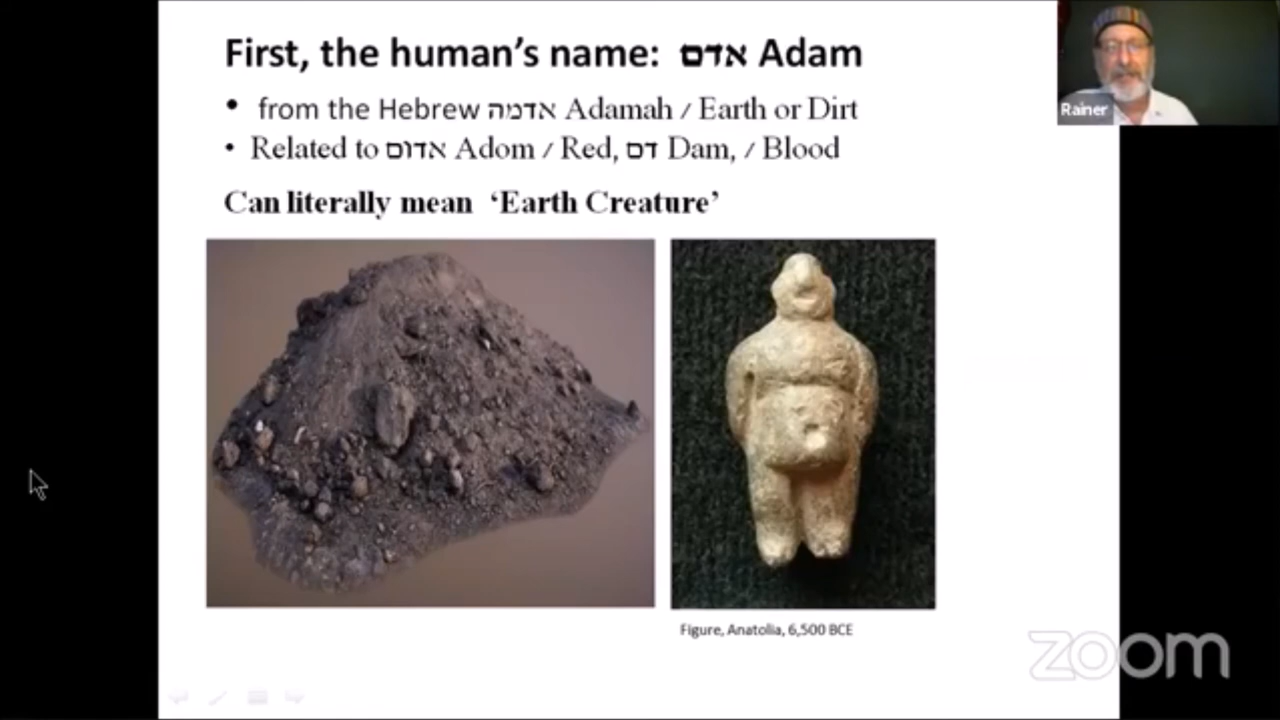 First, the human's name: אדם Adam
• from the Hebrew אדמה Adamah / Earth or Dirt
• Related to אדום Adom / Red, דם Dam, / Blood
Can literally mean ‘Earth Creature’
Figure, Anatolia, 6,500 BCE
Rainer
zoom